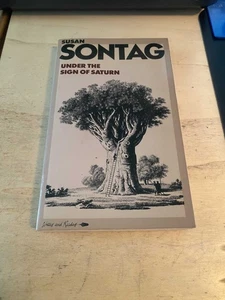 SUSAN
SONTAG
UNDER THE
SIGN OF SATURN